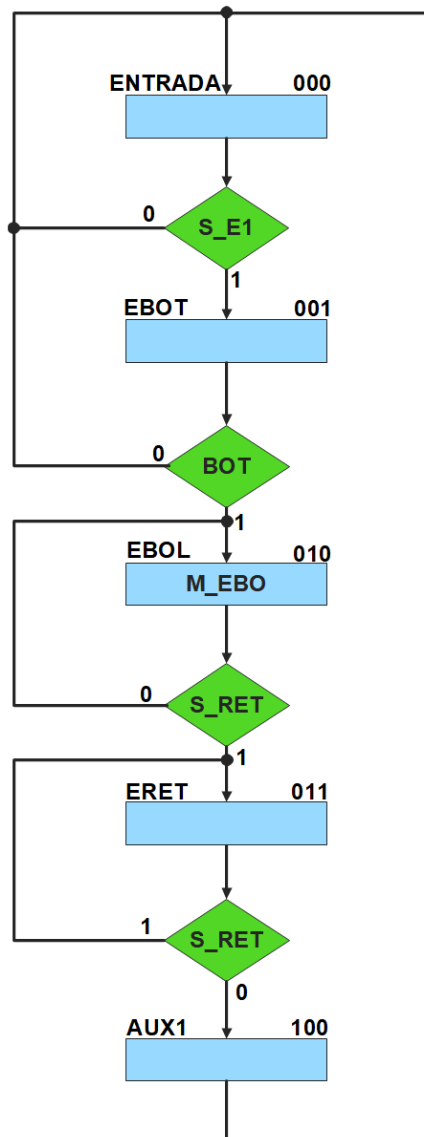 ENTRADA 000
0
S_E1
1
EBOT 001
0
BOT
1
EBOL 010
M_EBO
0
S_RET
1
ERET 011
1
S_RET
0
AUX1 100